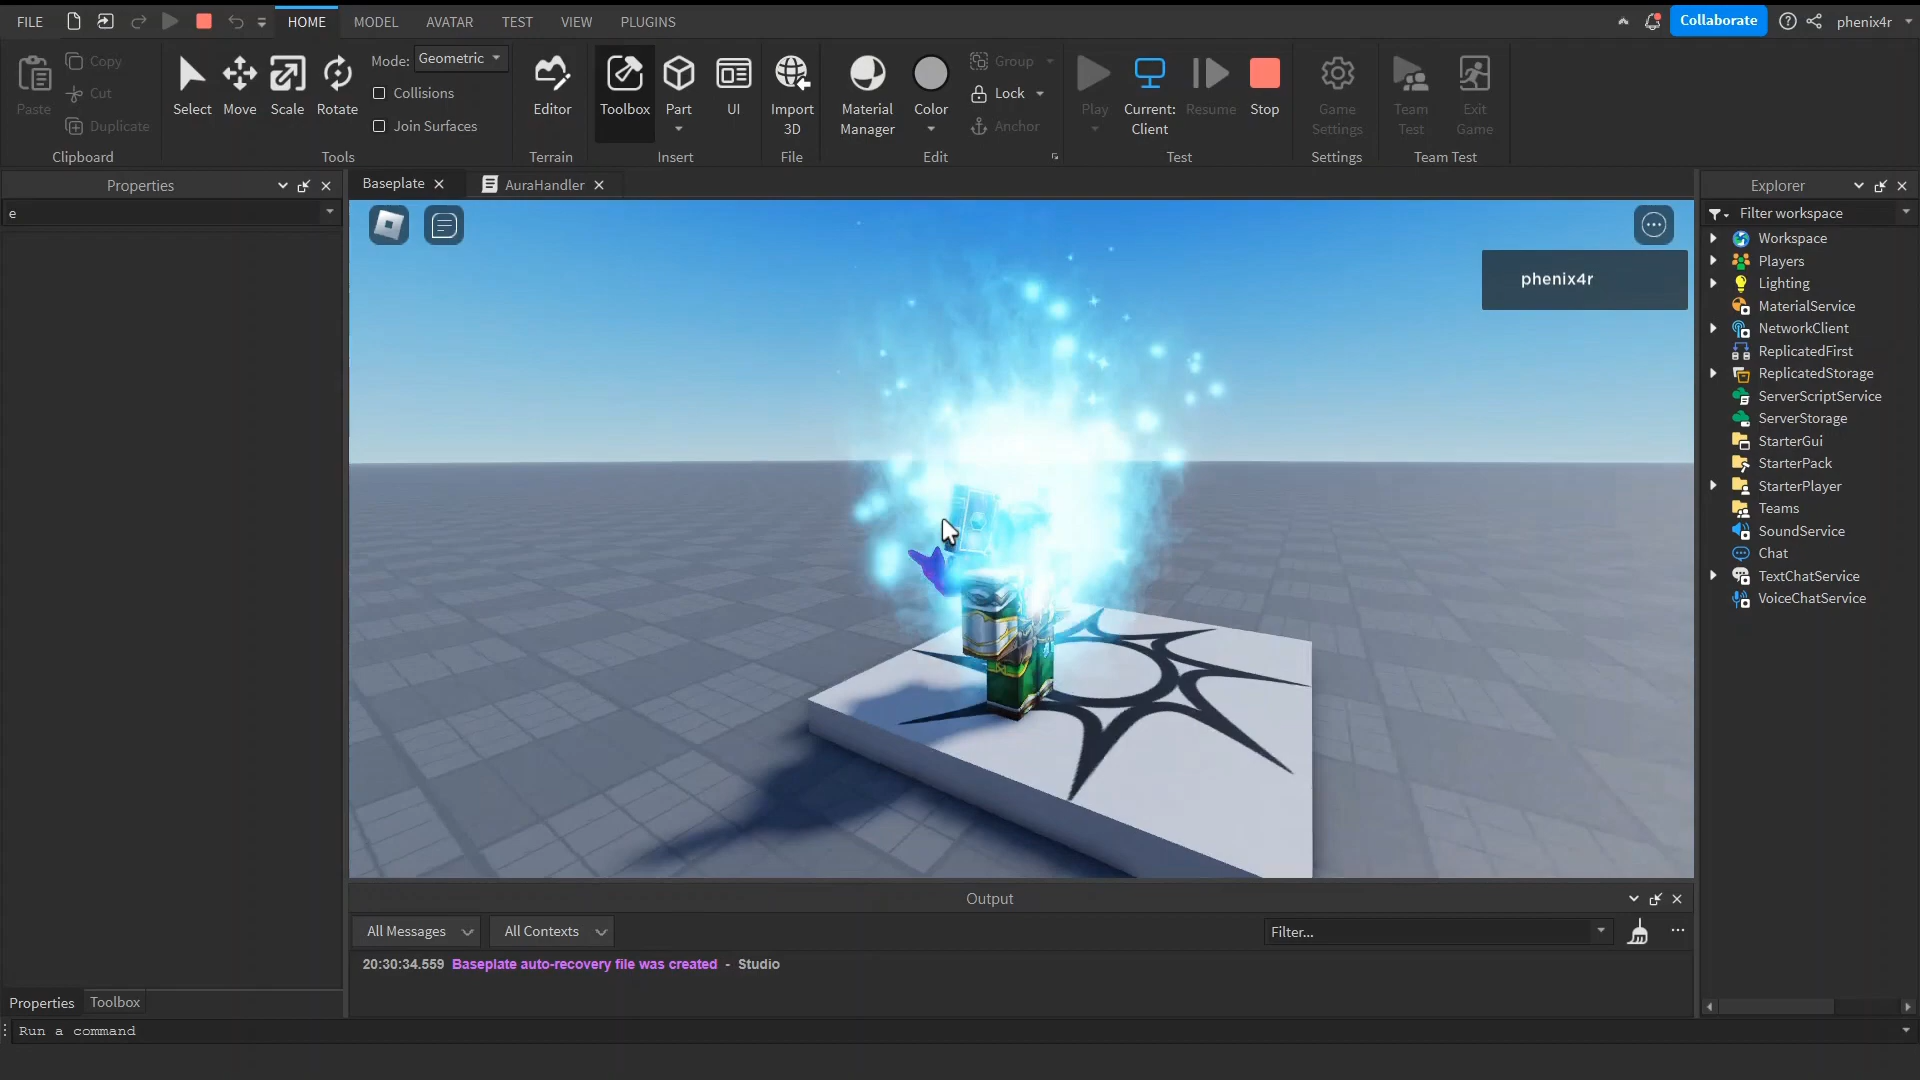 FILE
HOME
MODEL
AVATAR
TEST
VIEW
PLUGINS
Collaborate
phenix4r
Paste
Copy
Cut
Duplicate
Clipboard
Select
Move
Scale
Rotate
Mode: Geometric
Collisions
Join Surfaces
Tools
Editor
Terrain
Toolbox
Part
UI
Insert
Import
3D
File
Material
Manager
Color
Group
Lock
Anchor
Edit
Play
Current:
Client
Resume
Stop
Test
Game
Settings
Settings
Team
Test
Exit
Game
Team Test
Properties
e
Baseplate
AuraHandler
phenix4r
Explorer
Filter workspace
Workspace
Players
Lighting
MaterialService
NetworkClient
ReplicatedFirst
ReplicatedStorage
ServerScriptService
ServerStorage
StarterGui
StarterPack
StarterPlayer
Teams
SoundService
Chat
TextChatService
VoiceChatService
Output
All Messages
All Contexts
Filter...
20:30:34.559 Baseplate auto-recovery file was created - Studio
Properties
Toolbox
Run a command